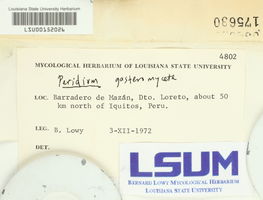 Louisiana State University Herbarium
LSU00152024
175630
4802
MYCOLOGICAL HERBARIUM OF LOUISIANA STATE UNIVERSITY
Peridium gasteromycete
LOC. Barradero de Mazán, Dto. Loreto, about 50
km north of Iquitos, Peru.
LEG. B. Lowy 3-XII-1972
DET.
LSUM
BERNARD LOWY MYCOLOGICAL HERBARIUM
LOUISIANA STATE UNIVERSITY